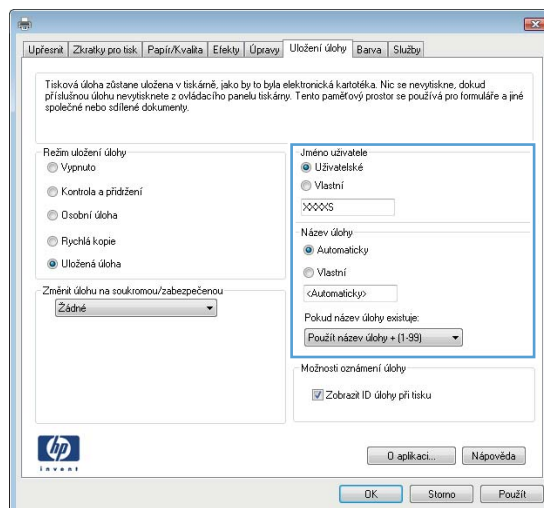 Upřesnit Zkratky pro tisk Papír/Kvalita Efekty Úpravy Uložení úlohy Barva Služby
Tisková úloha zůstane uložena v tiskárně, jako by to byla elektronická kartotéka. Nic se nevytiskne, dokud
příslušnou úlohu nevytisknete z ovládacího panelu tiskárny. Tento paměťový prostor se používá pro formuláře a jiné
společné nebo sdílené dokumenty.
Režim uložení úlohy
Vypnuto
Kontrola a přidržení
Osobní úloha
Rychlá kopie
Uložená úloha
Změnit úlohu na soukromou/zabezpečenou
Žádné
Jméno uživatele
Uživatelské
Vlastní
XXXXS
Název úlohy
Automaticky
Vlastní
<Automaticky>
Pokud název úlohy existuje:
Použít název úlohy + (1-99)
Možnosti oznámení úlohy
Zobrazit ID úlohy při tisku
hp
invent
O aplikaci... Nápověda
OK Storno Použít